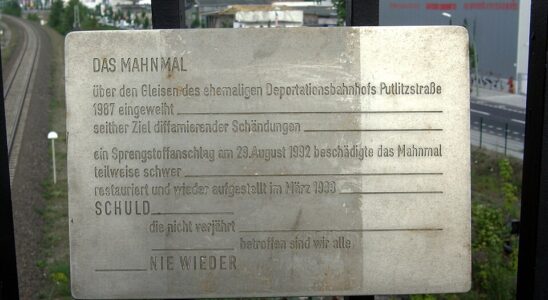 DAS MAHNMAL
über den Gleisen des ehemaligen Deportationsbahnhofs Putlitzstraße
1987 eingeweiht
seither Ziel diffamierender Schändungen
ein Sprengstoffanschlag am 29. August 1992 beschädigte das Mahnmal
teilweise schwer
restauriert und wieder aufgestellt im März 1993
SCHULD
die nicht verjährt
betroffen sind wir alle
NIE WIEDER